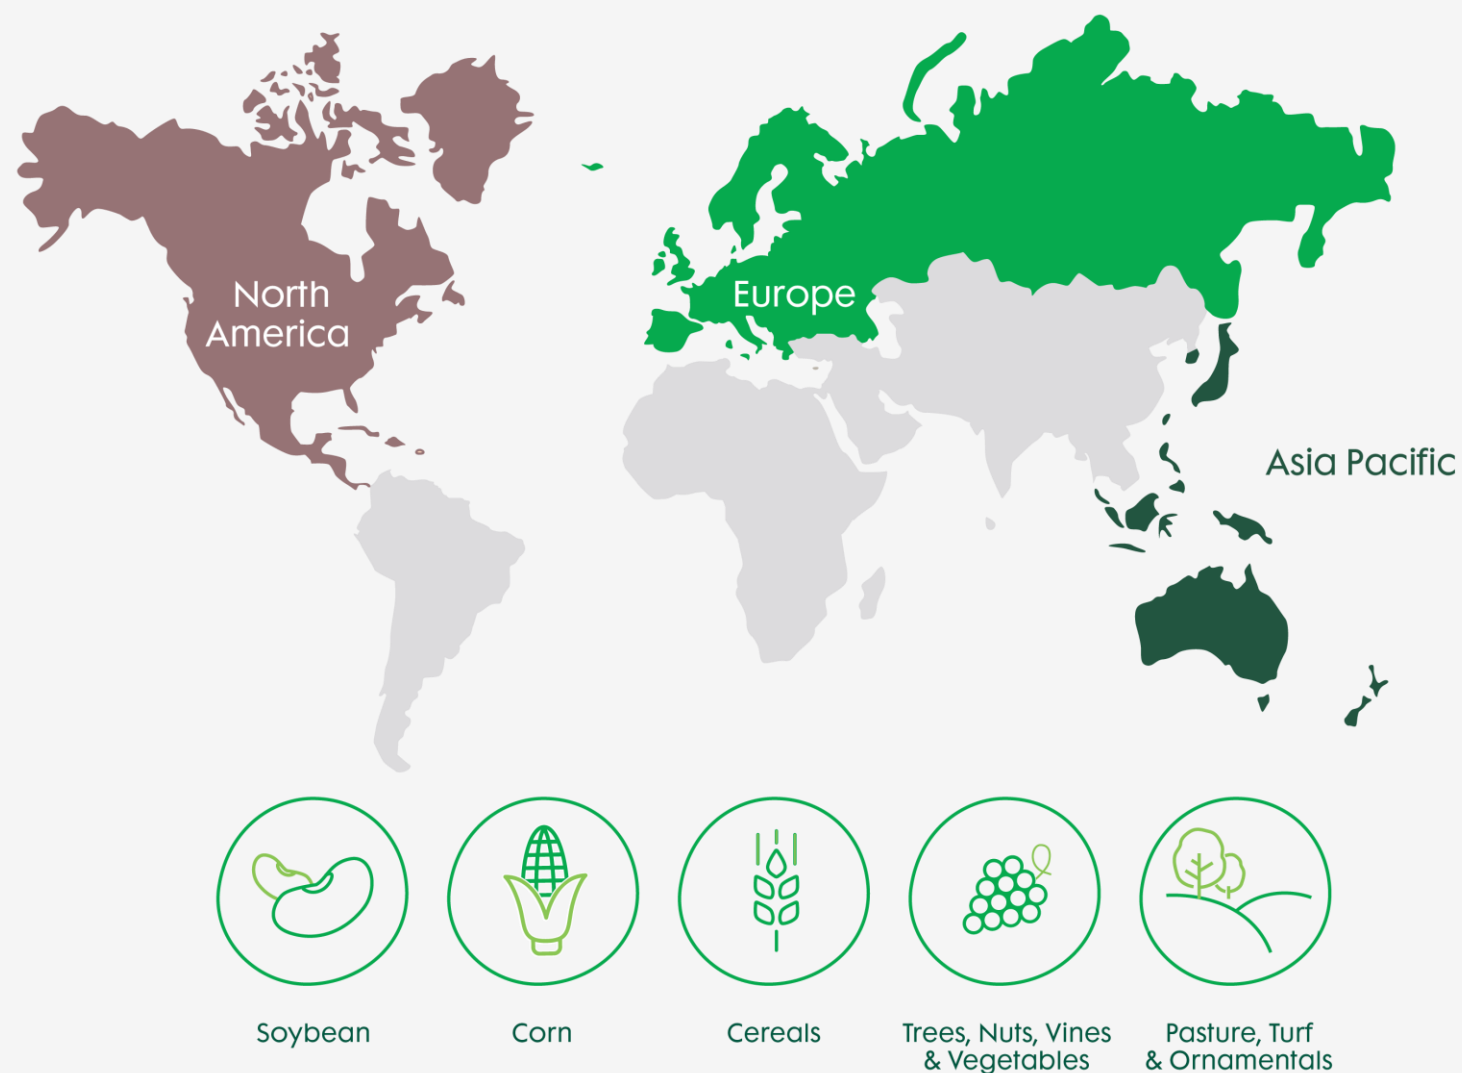 North
America
Europe
Asia Pacific
Soybean
Corn
Cereals
Trees, Nuts, Vines
& Vegetables
Pasture, Turf
& Ornamentals